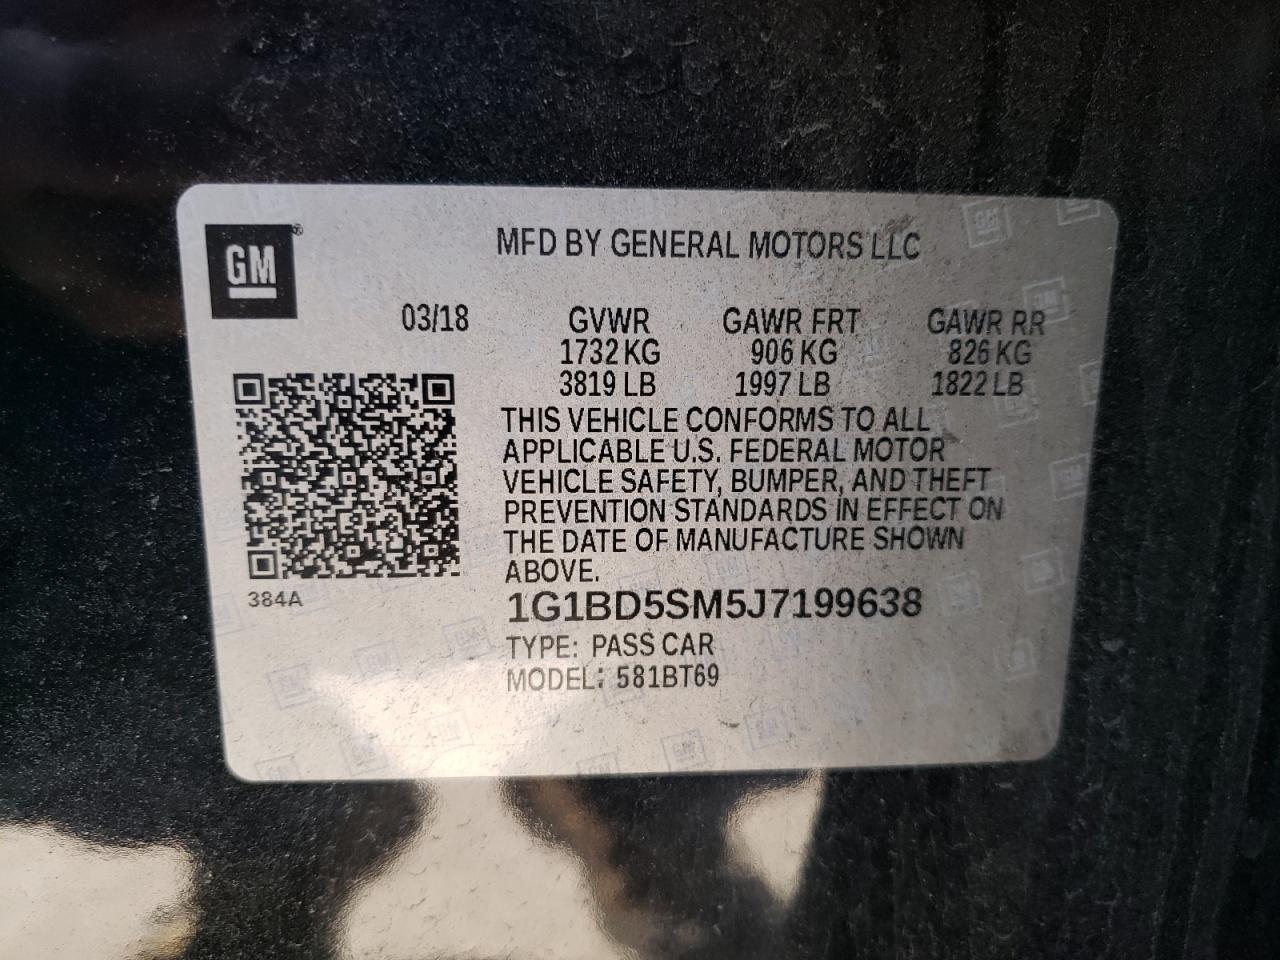 GM®
MFD BY GENERAL MOTORS LLC
03/18 GVWR GAWR FRT GAWR RR
1732 KG 906 KG 826 KG
3819 LB 1997 LB 1822 LB
THIS VEHICLE CONFORMS TO ALL
APPLICABLE U.S. FEDERAL MOTOR
VEHICLE SAFETY, BUMPER, AND THEFT
PREVENTION STANDARDS IN EFFECT ON
THE DATE OF MANUFACTURE SHOWN
ABOVE.
384A
1G1BD5SM5J7199638
TYPE: PASS CAR
MODEL: 581BT69